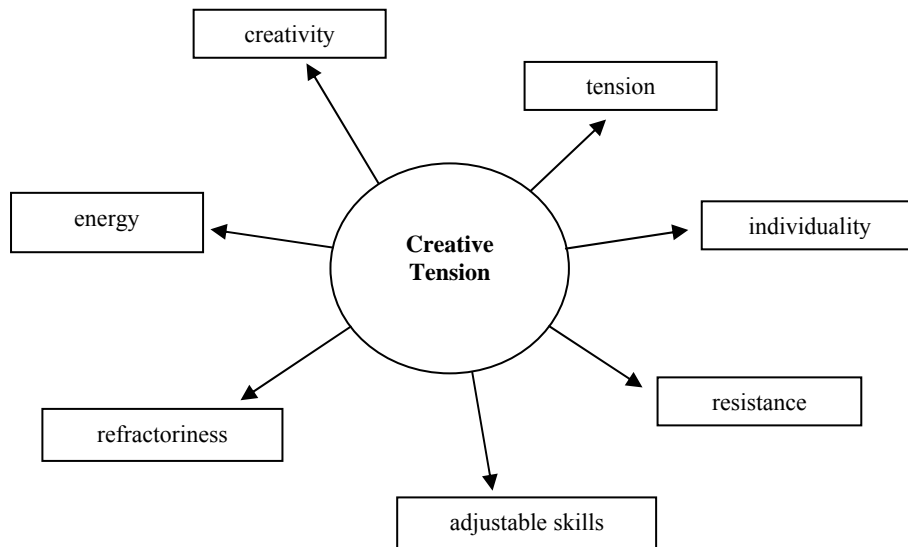 creativity
tension
energy
individuality
Creative
Tension
resistance
refractoriness
adjustable skills